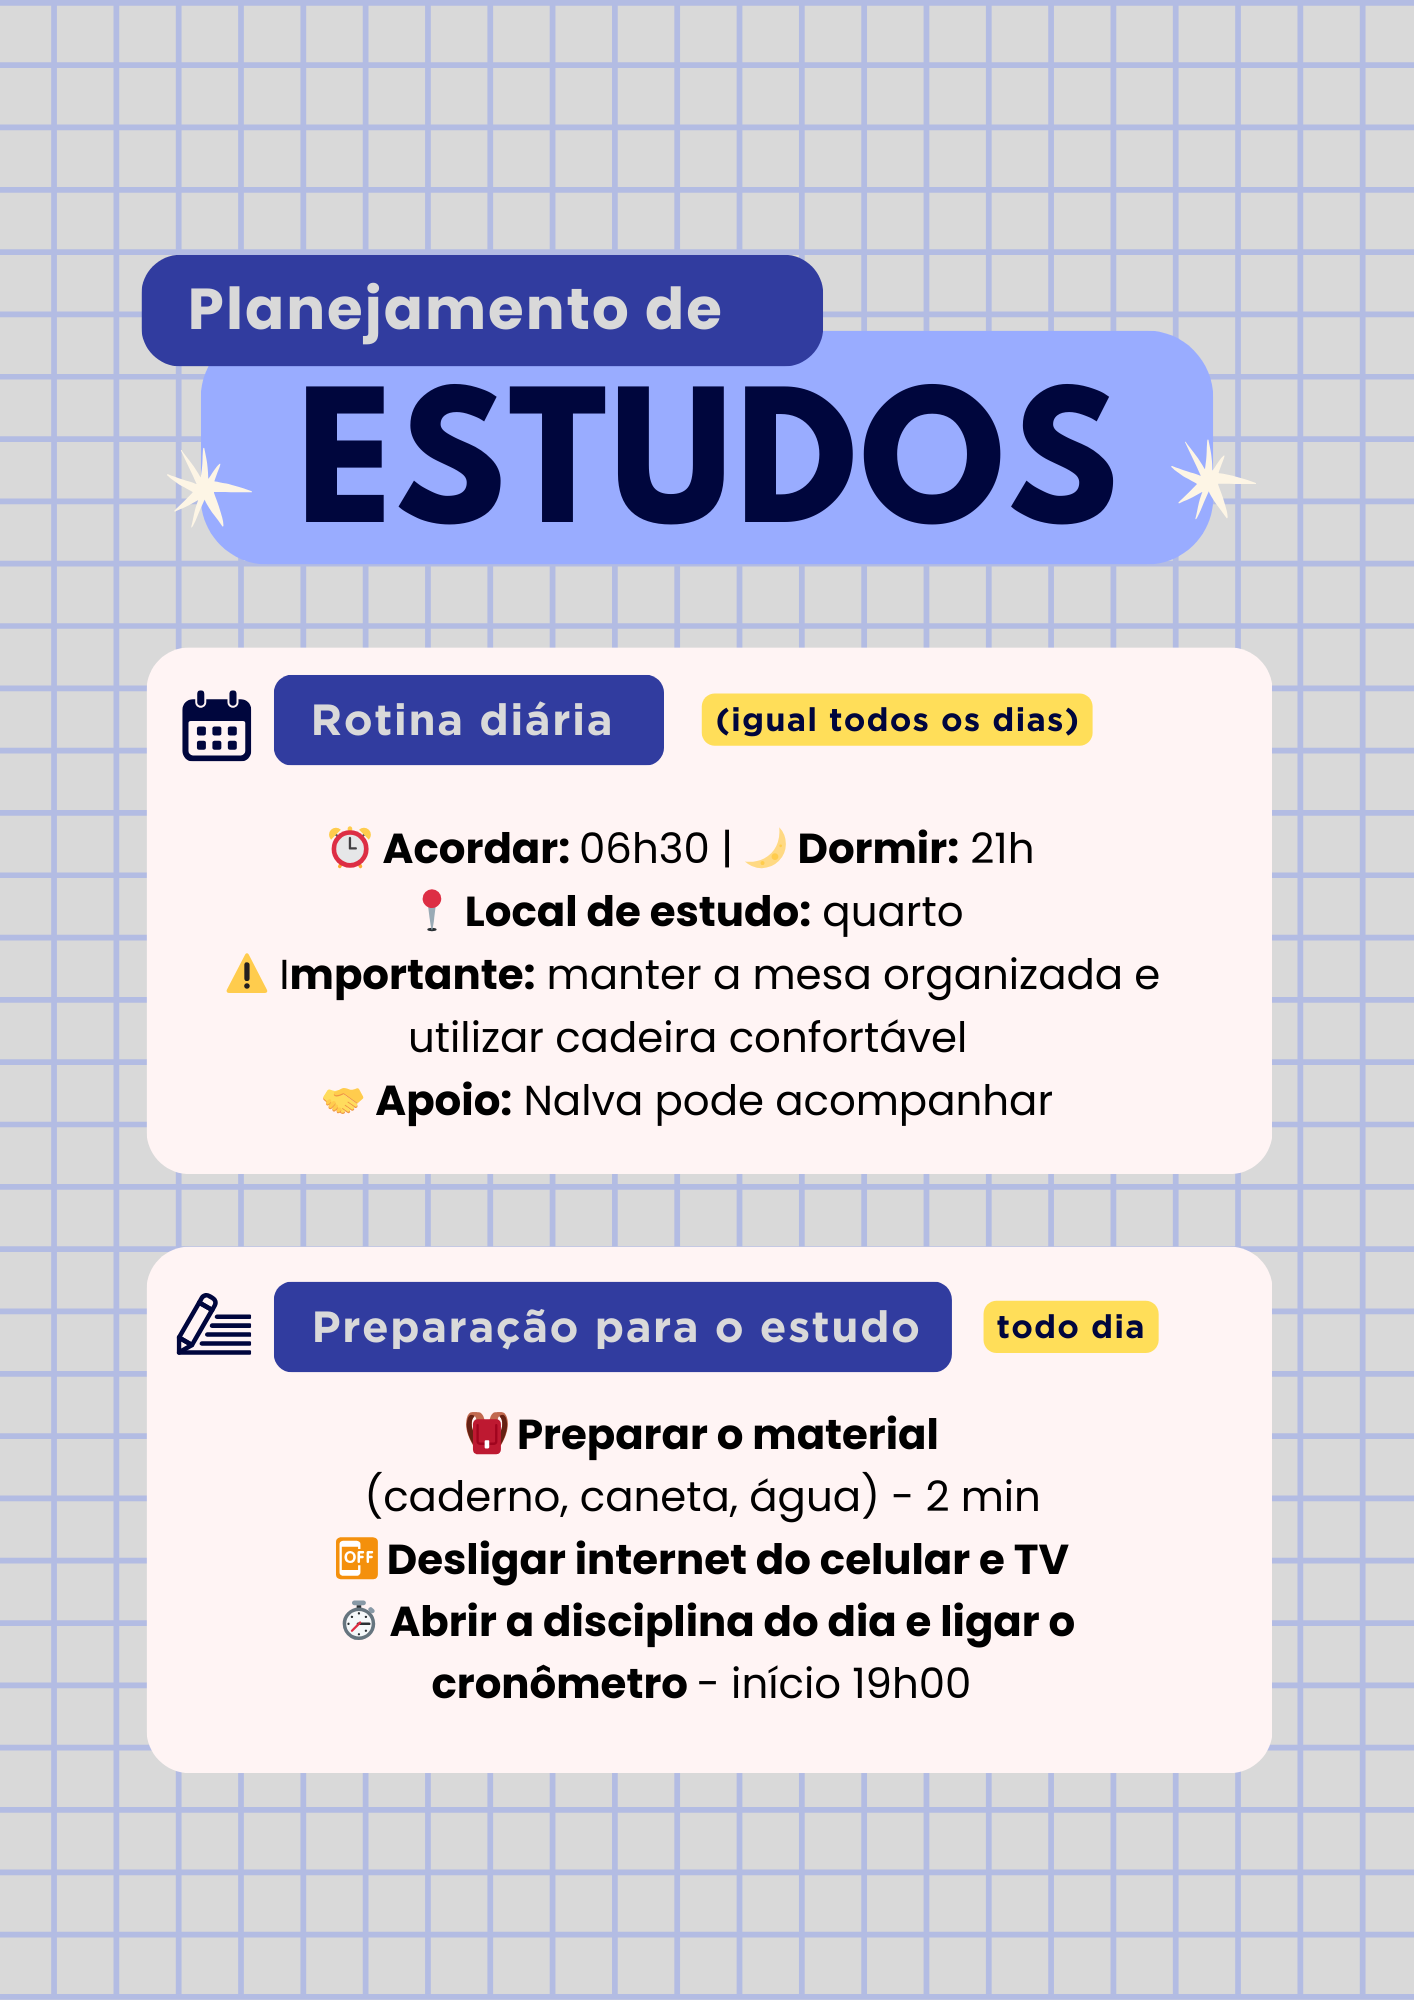 Planejamento de
ESTUDOS
Rotina diária
(igual todos os dias)
⏰ Acordar: 06h30 | 🌙 Dormir: 21h
📍 Local de estudo: quarto
⚠️ Importante: manter a mesa organizada e
utilizar cadeira confortável
🤝 Apoio: Nalva pode acompanhar
Preparação para o estudo
todo dia
🎒 Preparar o material
(caderno, caneta, água) - 2 min
📴 Desligar internet do celular e TV
⏱ Abrir a disciplina do dia e ligar o
cronômetro - início 19h00